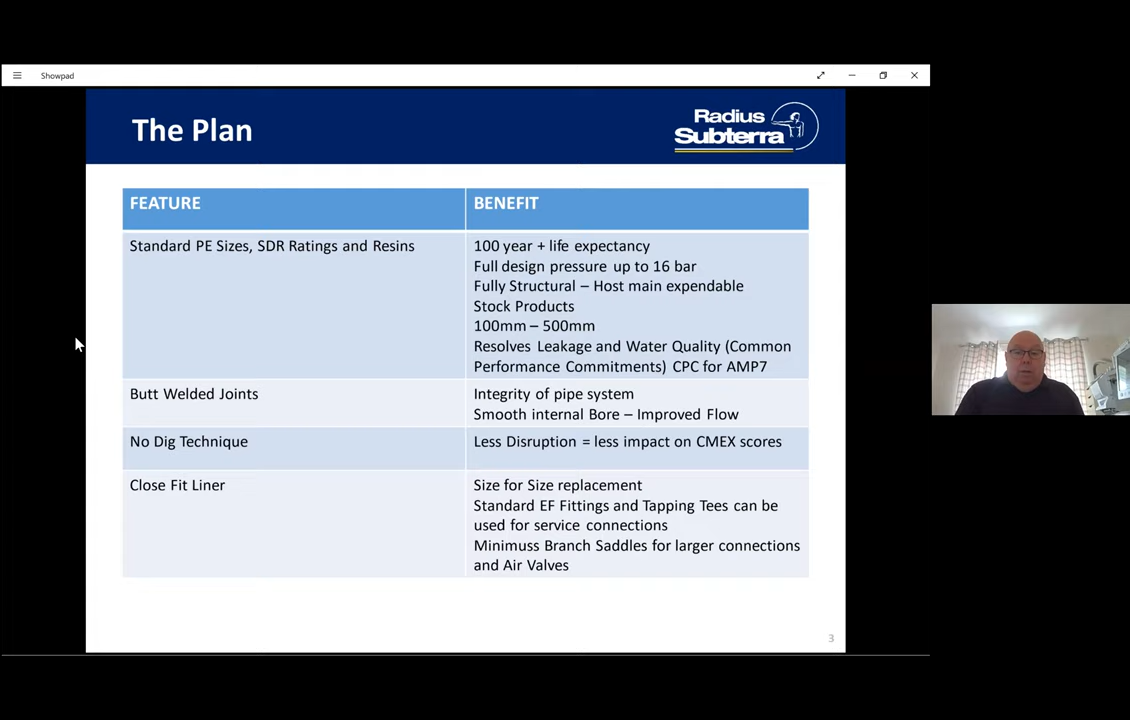 Showpad
The Plan
Radius
Subterra
FEATURE
BENEFIT
Standard PE Sizes, SDR Ratings and Resins
100 year + life expectancy
Full design pressure up to 16 bar
Fully Structural – Host main expendable
Stock Products
100mm – 500mm
Resolves Leakage and Water Quality (Common
Performance Commitments) CPC for AMP7
Butt Welded Joints
Integrity of pipe system
Smooth internal Bore – Improved Flow
No Dig Technique
Less Disruption = less impact on CMEX scores
Close Fit Liner
Size for Size replacement
Standard EF Fittings and Tapping Tees can be
used for service connections
Minimuss Branch Saddles for larger connections
and Air Valves
3